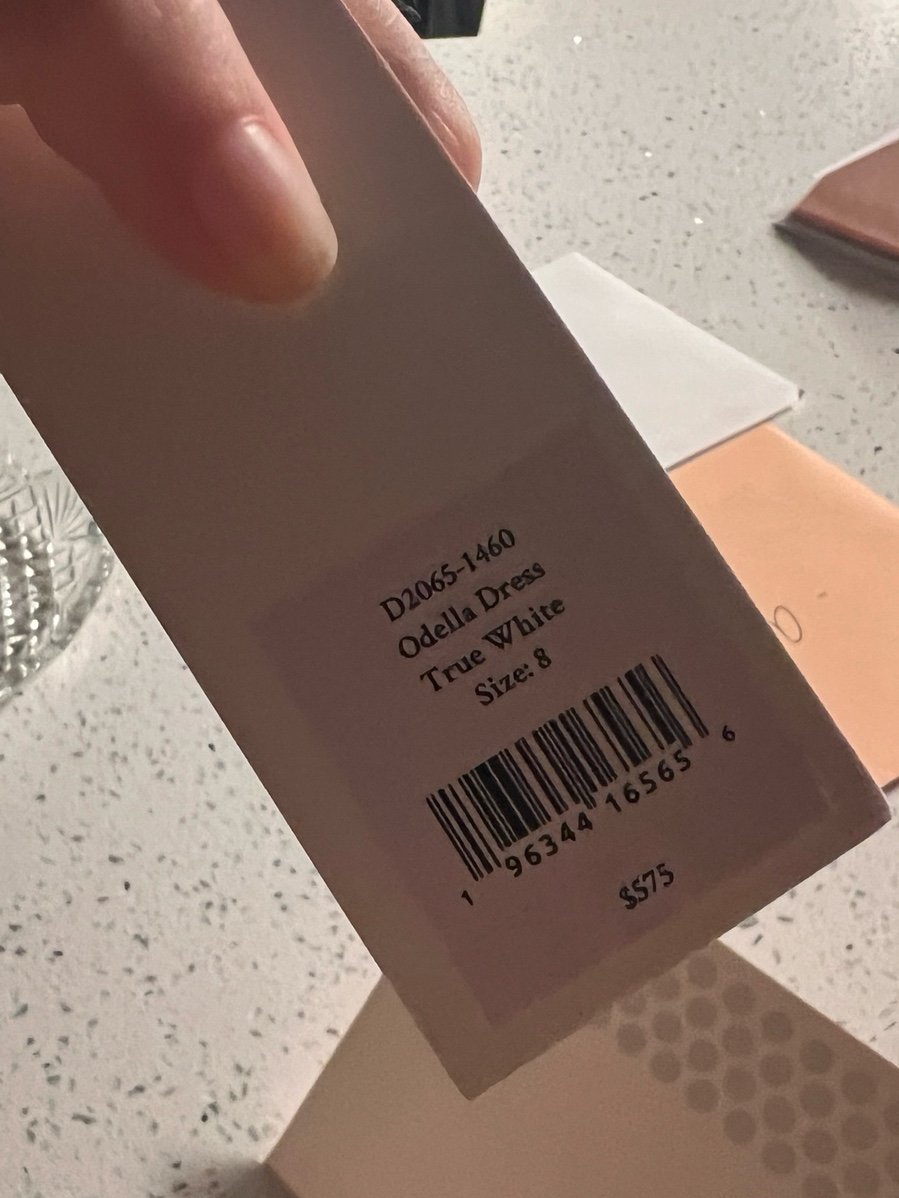 D2065-1460
Odella Dress
True White
Size: 8
1 96344 16565 6
$575